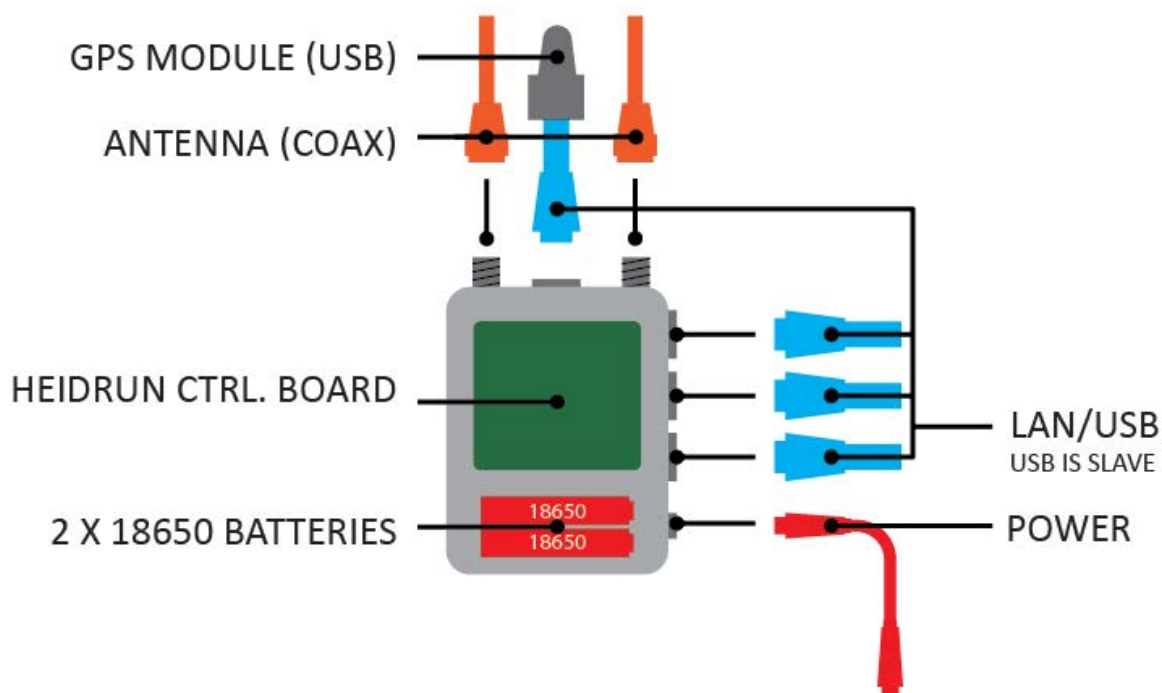 GPS MODULE (USB)
ANTENNA (COAX)
HEIDRUN CTRL. BOARD
2 X 18650 BATTERIES
18650
18650
LAN/USB
USB IS SLAVE
POWER